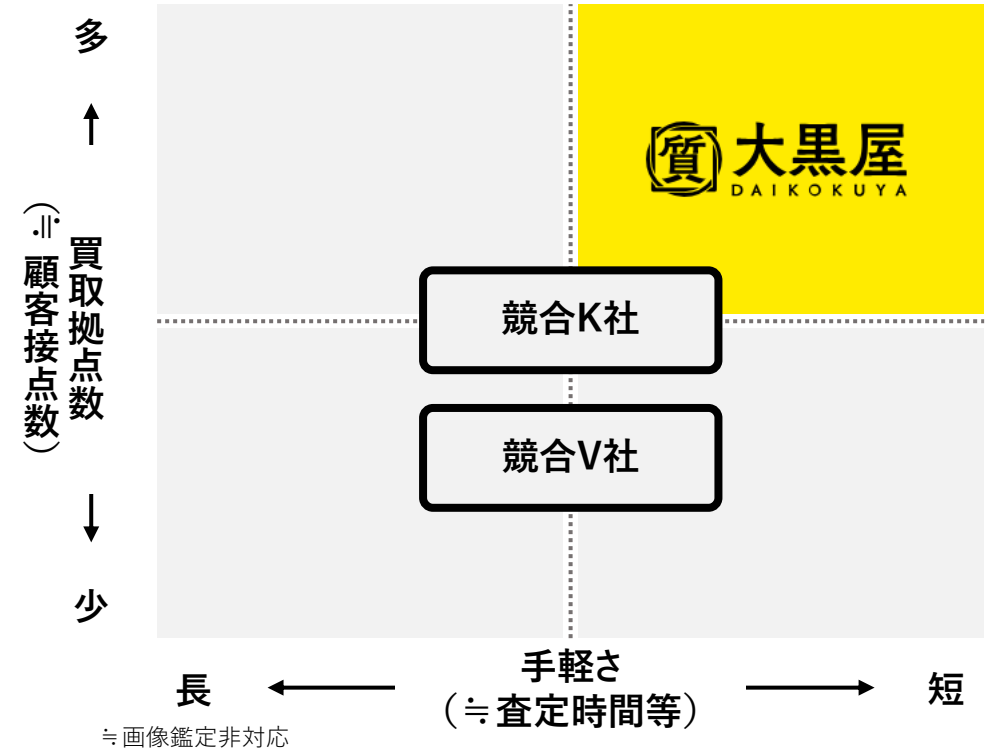 多
買取拠点数
（≒ 顧客接点数）
少
質 大黒屋
DAIKOKUYA
競合K社
競合V社
長
手軽さ
（≒査定時間等）
短
≒画像鑑定非対応